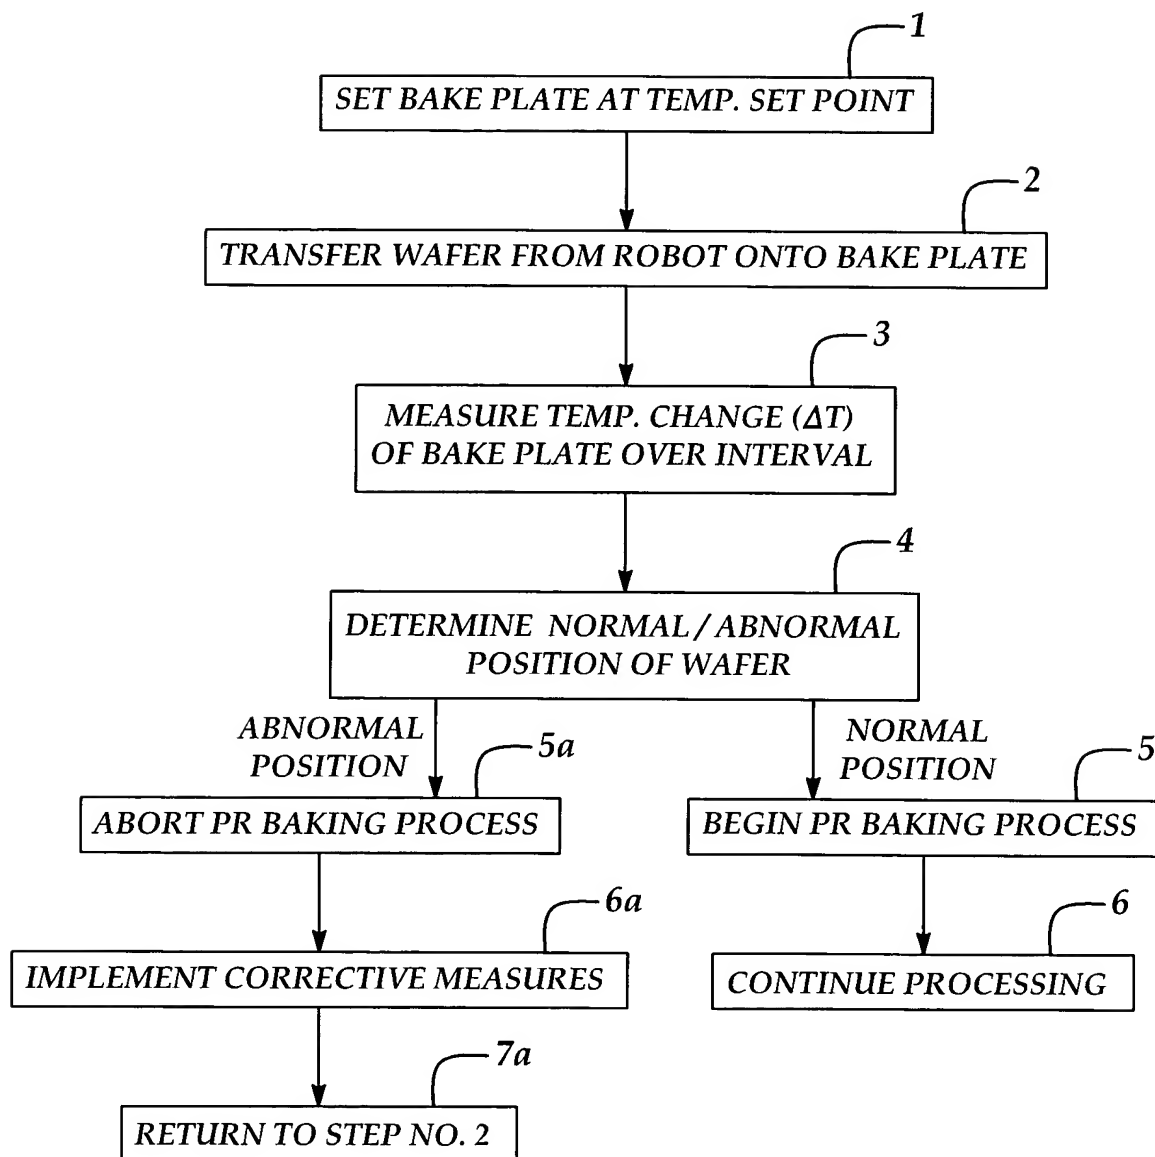 1
SET BAKE PLATE AT TEMP. SET POINT
2
TRANSFER WAFER FROM ROBOT ONTO BAKE PLATE
3
MEASURE TEMP. CHANGE (ΔT)
OF BAKE PLATE OVER INTERVAL
4
DETERMINE NORMAL / ABNORMAL
POSITION OF WAFER
ABNORMAL
POSITION
NORMAL
POSITION
5a
ABORT PR BAKING PROCESS
5
BEGIN PR BAKING PROCESS
6a
IMPLEMENT CORRECTIVE MEASURES
6
CONTINUE PROCESSING
7a
RETURN TO STEP NO. 2